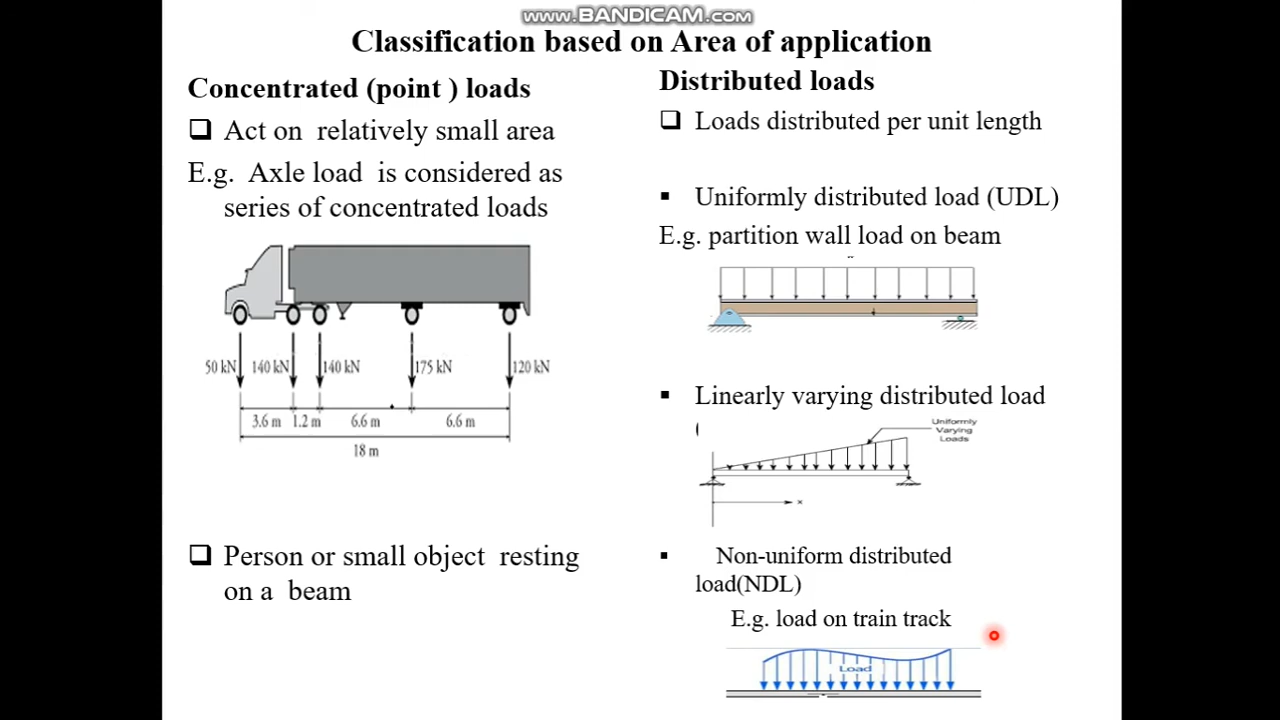 www.BANDICAM.com
Classification based on Area of application
Concentrated (point ) loads
❑ Act on relatively small area
E.g. Axle load is considered as
series of concentrated loads
50 kN 140 kN 140 kN 175 kN 120 kN
3.6 m 1.2 m 6.6 m 6.6 m
18 m
❑ Person or small object resting
on a beam
Distributed loads
❑ Loads distributed per unit length
▪ Uniformly distributed load (UDL)
E.g. partition wall load on beam
▪ Linearly varying distributed load
(
Uniformly
Varying
Loads
x
▪ Non-uniform distributed
load(NDL)
E.g. load on train track
Load